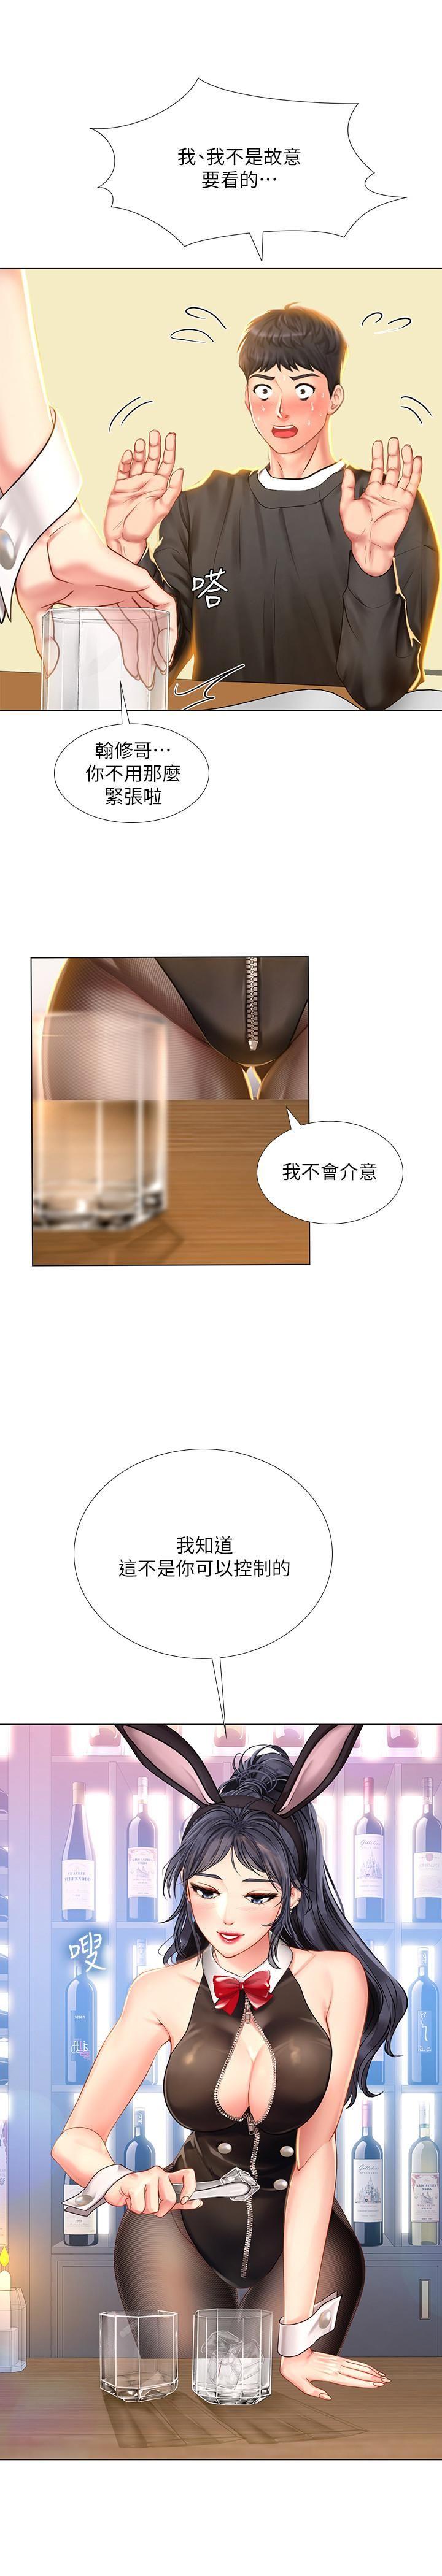 我、我不是故意
要看的⋯
嗒
翰修哥⋯
你不用那麼
緊張啦
我不會介意
我知道
這不是你可以控制的
嗖